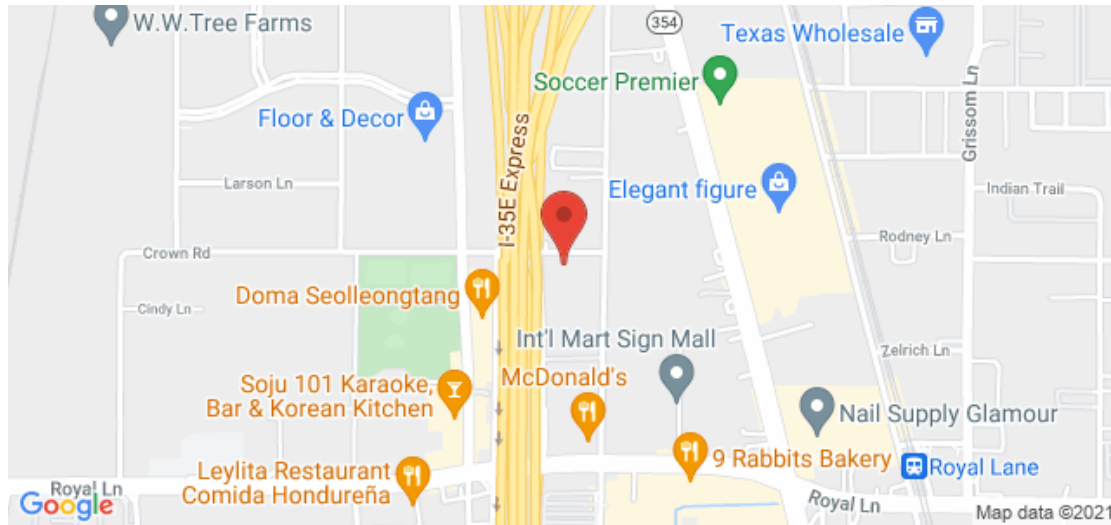 W.W.Tree Farms
354
Texas Wholesale
Soccer Premier
Floor & Decor
I-35E Express
Grissom Ln
Larson Ln
Elegant figure
Indian Trail
Rodney Ln
Crown Rd
Doma Seolleongtang
Cindy Ln
Int'l Mart Sign Mall
Zelrich Ln
McDonald's
Soju 101 Karaoke,
Bar & Korean Kitchen
Nail Supply Glamour
9 Rabbits Bakery
Royal Lane
Leylita Restaurant
Comida Hondureña
Royal Ln
Royal Ln
Google
Map data ©2021